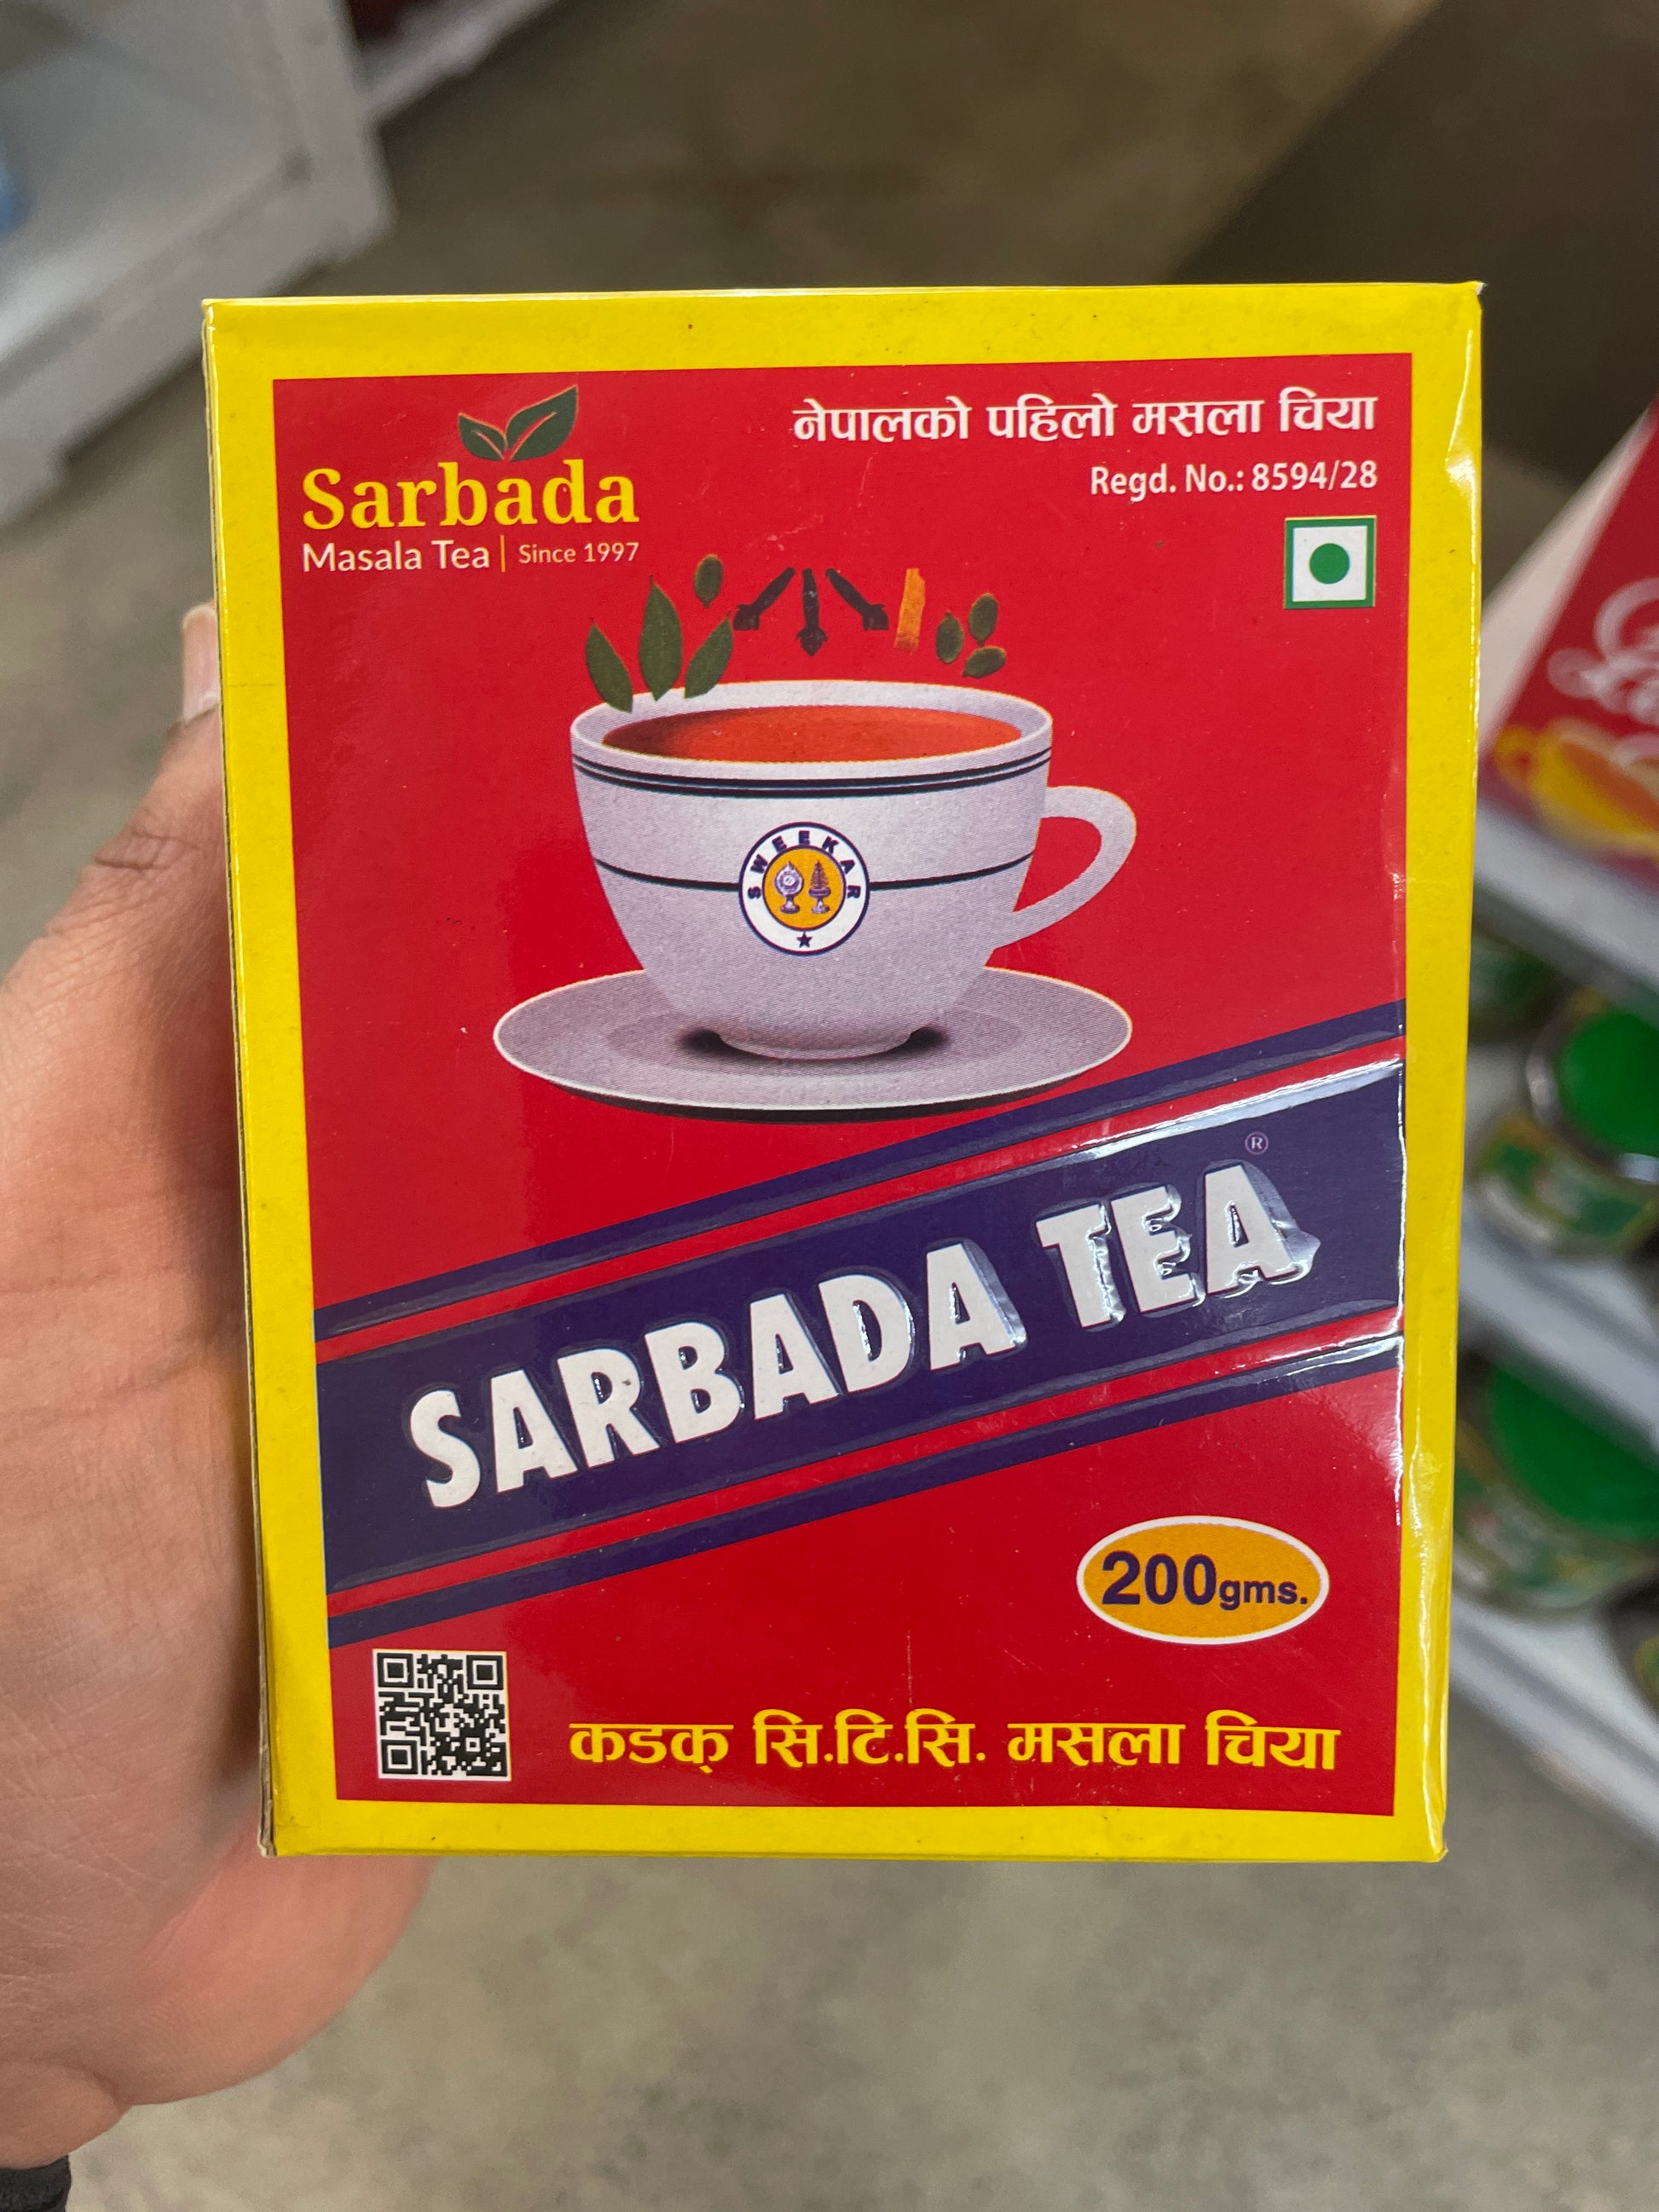 Sarbada
Masala Tea | Since 1997
नेपालको पहिलो मसला चिया
Regd. No.: 8594/28
SWEEKAR
SARBADA TEA ®
200gms.
कडक् सि.टि.सि. मसला चिया